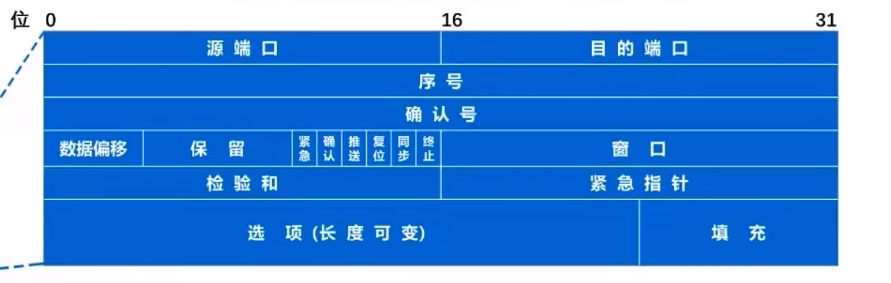 位 0 16 31
源端口 目的端口
序号
确认号
数据偏移 保留 紧急 确认 推送 复位 同步 终止 窗口
检验和 紧急指针
选项(长度可变) 填充